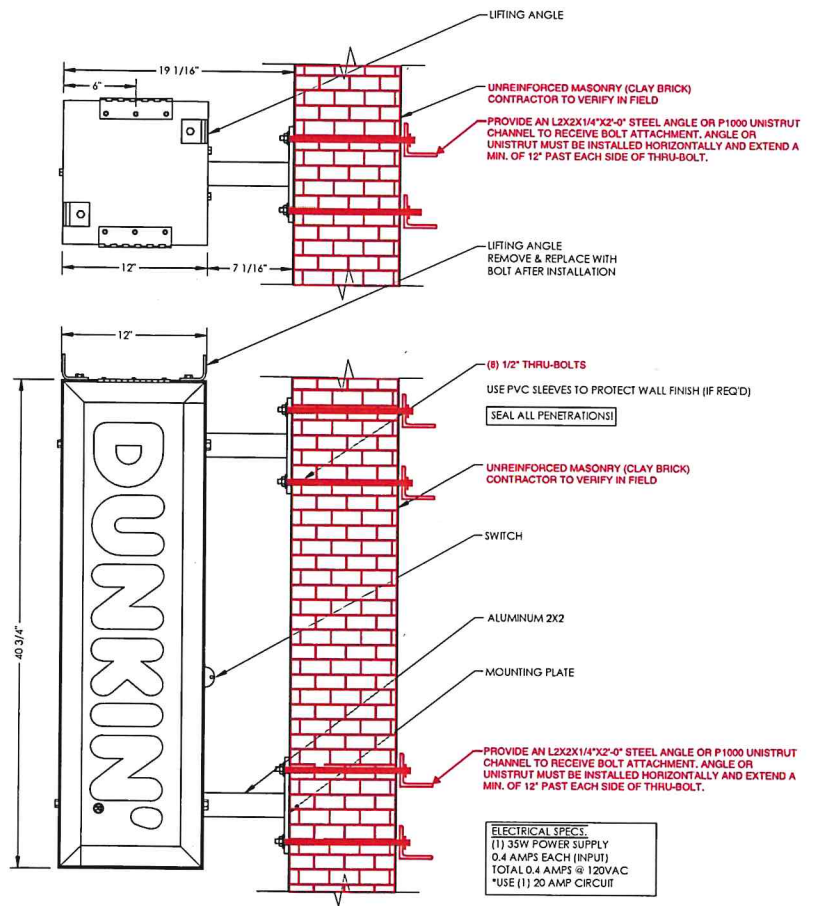 LIFTING ANGLE
19 1/16"
6"
UNREINFORCED MASONRY (CLAY BRICK)
CONTRACTOR TO VERIFY IN FIELD
PROVIDE AN L2X2X1/4"X2'-0" STEEL ANGLE OR P1000 UNISTRUT
CHANNEL TO RECEIVE BOLT ATTACHMENT. ANGLE OR
UNISTRUT MUST BE INSTALLED HORIZONTALLY AND EXTEND A
MIN. OF 12" PAST EACH SIDE OF THRU-BOLT.
LIFTING ANGLE
REMOVE & REPLACE WITH
BOLT AFTER INSTALLATION
12"
7 1/16"
12"
(8) 1/2" THRU-BOLTS
USE PVC SLEEVES TO PROTECT WALL FINISH (IF REQ'D)
SEAL ALL PENETRATIONS!
UNREINFORCED MASONRY (CLAY BRICK)
CONTRACTOR TO VERIFY IN FIELD
SWITCH
40 3/4"
DUNKIN'®
ALUMINUM 2X2
MOUNTING PLATE
PROVIDE AN L2X2X1/4"X2'-0" STEEL ANGLE OR P1000 UNISTRUT
CHANNEL TO RECEIVE BOLT ATTACHMENT. ANGLE OR
UNISTRUT MUST BE INSTALLED HORIZONTALLY AND EXTEND A
MIN. OF 12" PAST EACH SIDE OF THRU-BOLT.
ELECTRICAL SPECS.
(1) 35W POWER SUPPLY
0.4 AMPS EACH (INPUT)
TOTAL 0.4 AMPS @ 120VAC
*USE (1) 20 AMP CIRCUIT